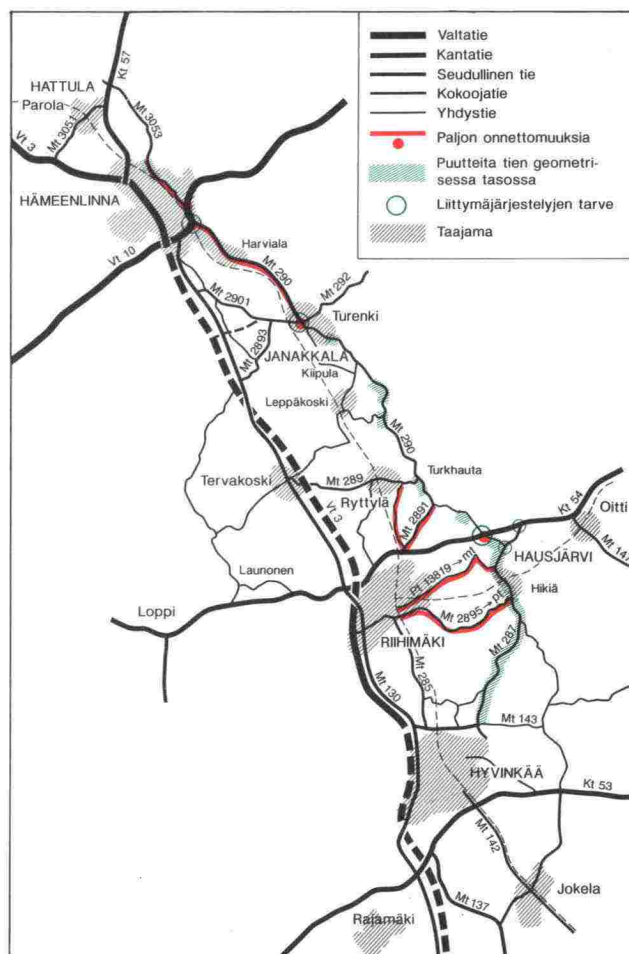 Valtatie
Kantatie
Seudullinen tie
Kokoojatie
Yhdystie
Paljon onnettomuuksia
Puutteita tien geometri-
sessa tasossa
Liittymäjärjestelyjen tarve
Taajama
Kt 57
HATTULA
Parola
Mt 3053
Mt 3051
Vt 3
HÄMEENLINNA
Harviala
Vt 10
Mt 290
Mt 292
Mt 2901
Turenki
Mt 2893
JANAKKALA
Kiipula
Leppäkoski
Mt 290
Turkhauta
Mt 289
Tervakoski
Ryttylä
Mt 2891
Kt 54
Oitti
Vt 3
HAUSJÄRVI
Launonen
Pt 13819→mt
Hikiä
Loppi
Mt 2895→pt
RIIHIMÄKI
Mt 287
Mt 285
Mt 130
Mt 143
HYVINKÄÄ
Kt 53
Mt 142
Jokela
Mt 137
Rajamäki